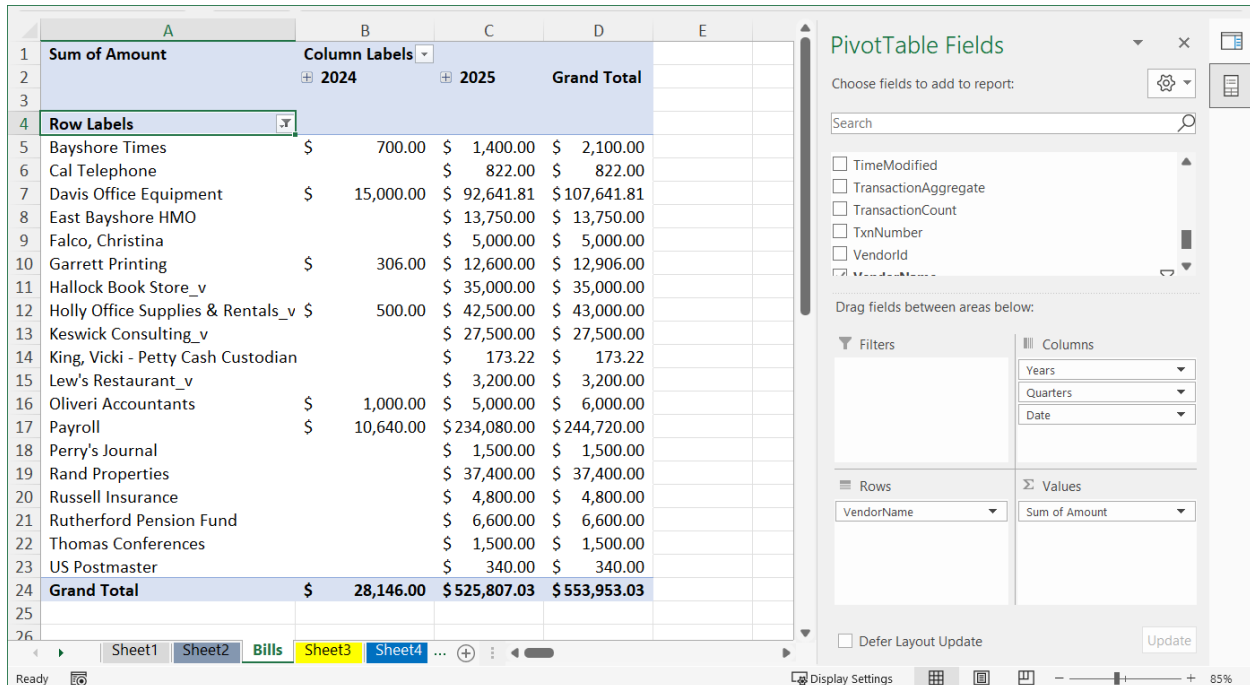 A B C D E
1 Sum of Amount Column Labels
2 2024 2025 Grand Total
3
4 Row Labels
5 Bayshore Times $ 700.00 $ 1,400.00 $ 2,100.00
6 Cal Telephone $ 822.00 $ 822.00
7 Davis Office Equipment $ 15,000.00 $ 92,641.81 $107,641.81
8 East Bayshore HMO $ 13,750.00 $ 13,750.00
9 Falco, Christina $ 5,000.00 $ 5,000.00
10 Garrett Printing $ 306.00 $ 12,600.00 $ 12,906.00
11 Hallock Book Store_v $ 35,000.00 $ 35,000.00
12 Holly Office Supplies & Rentals_v $ 500.00 $ 42,500.00 $ 43,000.00
13 Keswick Consulting_v $ 27,500.00 $ 27,500.00
14 King, Vicki - Petty Cash Custodian $ 173.22 $ 173.22
15 Lew's Restaurant_v $ 3,200.00 $ 3,200.00
16 Oliveri Accountants $ 1,000.00 $ 5,000.00 $ 6,000.00
17 Payroll $ 10,640.00 $234,080.00 $244,720.00
18 Perry's Journal $ 1,500.00 $ 1,500.00
19 Rand Properties $ 37,400.00 $ 37,400.00
20 Russell Insurance $ 4,800.00 $ 4,800.00
21 Rutherford Pension Fund $ 6,600.00 $ 6,600.00
22 Thomas Conferences $ 1,500.00 $ 1,500.00
23 US Postmaster $ 340.00 $ 340.00
24 Grand Total $ 28,146.00 $525,807.03 $553,953.03
25
26
Sheet1 Sheet2 Bills Sheet3 Sheet4 ...
Ready
PivotTable Fields
Choose fields to add to report:
Search
TimeModified
TransactionAggregate
TransactionCount
TxnNumber
VendorId
VendorName
Drag fields between areas below:
Filters
Columns
Years
Quarters
Date
Rows
VendorName
Σ Values
Sum of Amount
Defer Layout Update
Update
Display Settings
85%